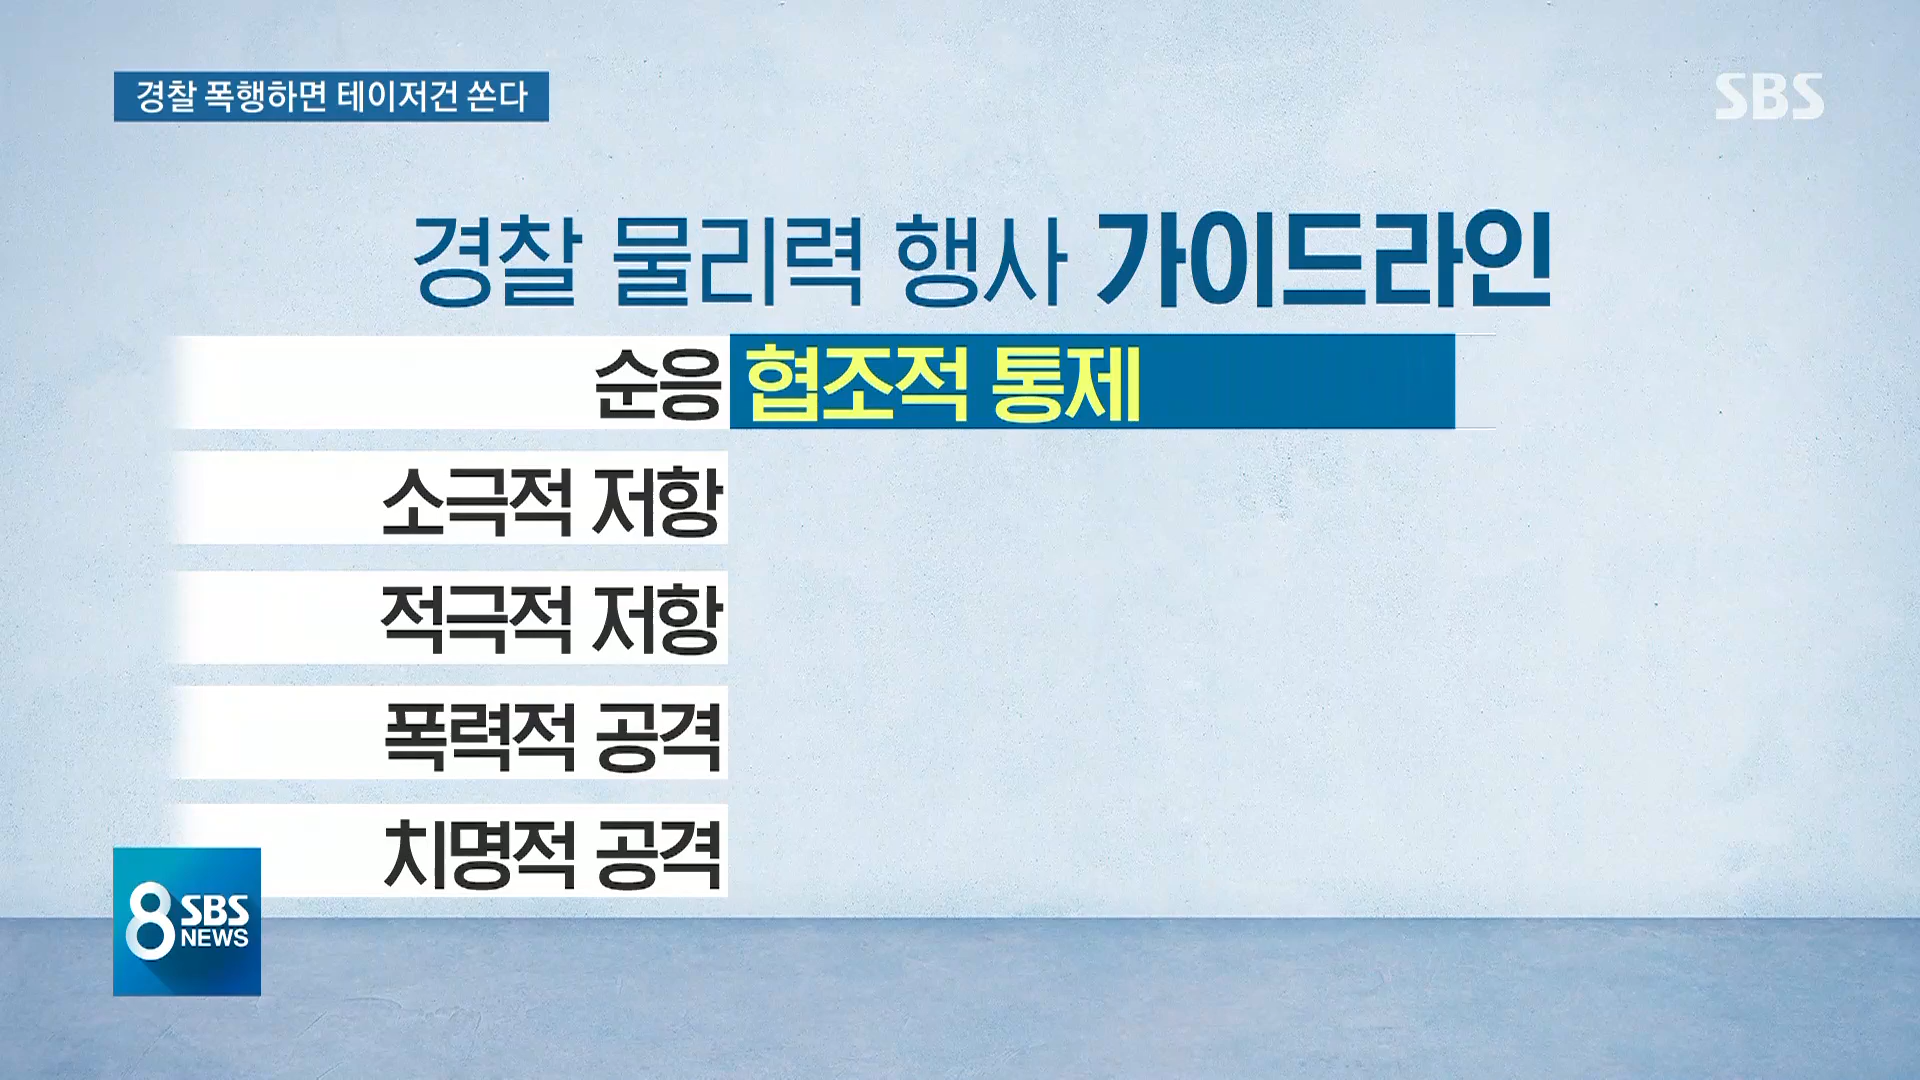 경찰 폭행하면 테이저건 쏜다
SBS
경찰 물리력 행사 가이드라인
순응 협조적 통제
소극적 저항
적극적 저항
폭력적 공격
치명적 공격
8 SBS
NEWS